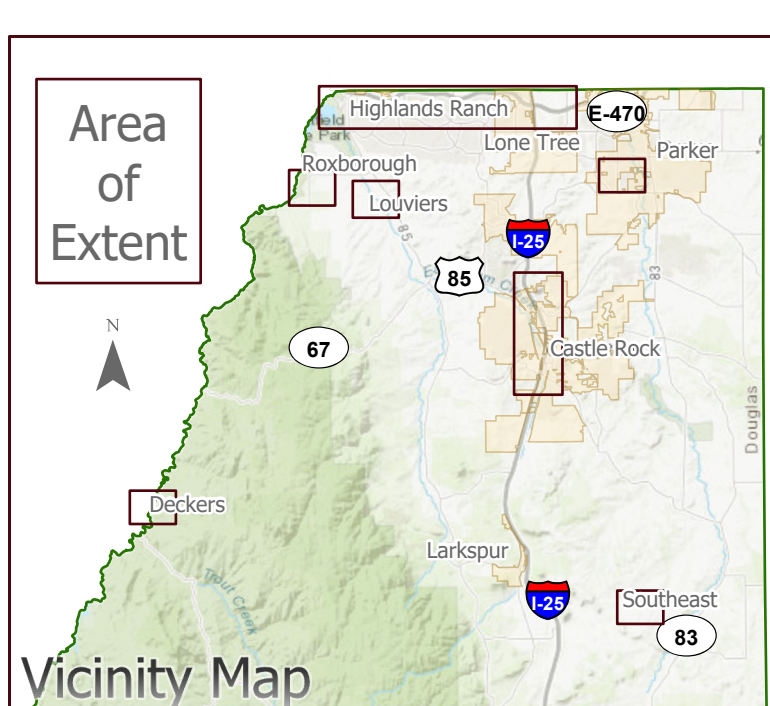 Area
of
Extent
Highlands Ranch
E-470
Lone Tree
Parker
Roxborough
Louviers
85
I-25
85
83
67
Castle Rock
Douglas
N
Deckers
Larkspur
Trout Creek
I-25
Southeast
83
Vicinity Map